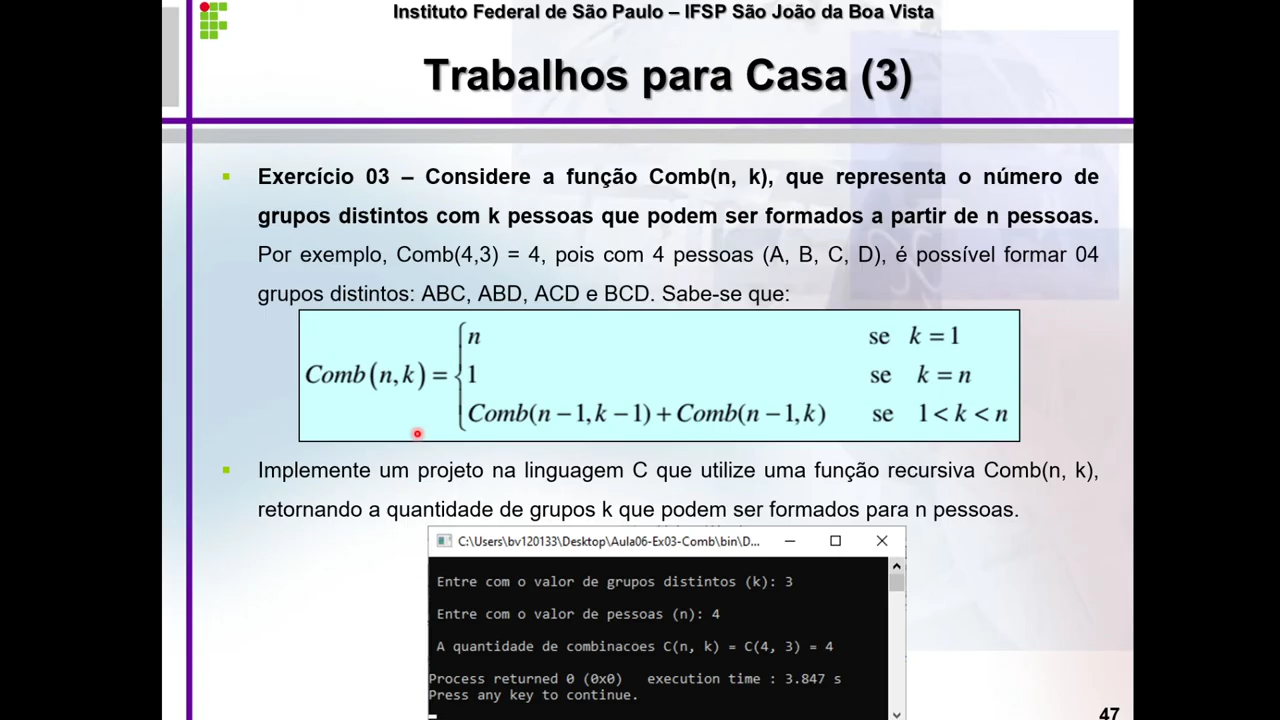 Instituto Federal de São Paulo – IFSP São João da Boa Vista
Trabalhos para Casa (3)
Exercício 03 – Considere a função Comb(n, k), que representa o número de
grupos distintos com k pessoas que podem ser formados a partir de n pessoas.
Por exemplo, Comb(4,3) = 4, pois com 4 pessoas (A, B, C, D), é possível formar 04
grupos distintos: ABC, ABD, ACD e BCD. Sabe-se que:
n se k = 1
Comb(n,k) = { 1 se k = n
Comb(n−1,k−1)+Comb(n−1,k) se 1<k<n
Implemente um projeto na linguagem C que utilize uma função recursiva Comb(n, k),
retornando a quantidade de grupos k que podem ser formados para n pessoas.
C:\Users\bv120133\Desktop\Aula06-Ex03-Comb\bin\D...
Entre com o valor de grupos distintos (k): 3
Entre com o valor de pessoas (n): 4
A quantidade de combinacoes C(n, k) = C(4, 3) = 4
Process returned 0 (0x0)   execution time : 3.847 s
Press any key to continue.
47